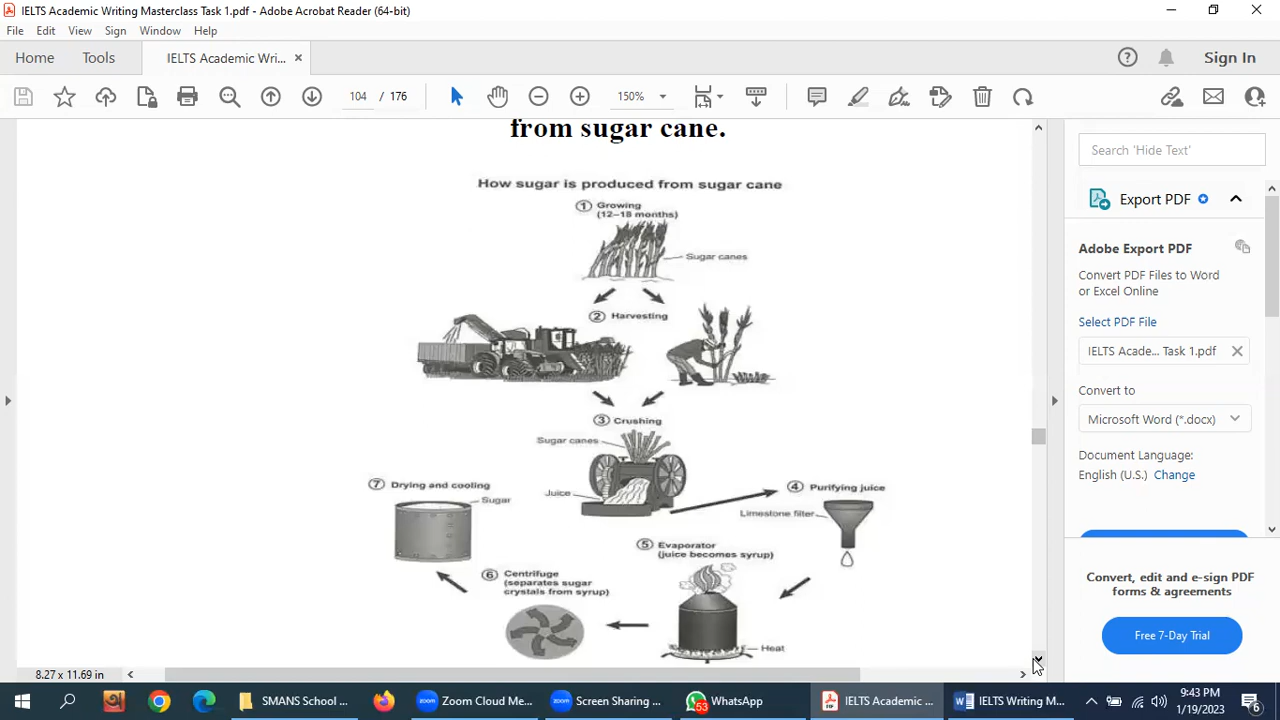 IELTS Academic Writing Masterclass Task 1.pdf - Adobe Acrobat Reader (64-bit)
File Edit View Sign Window Help
Home Tools IELTS Academic Wri... × Sign In
104 / 176 150%
from sugar cane.
How sugar is produced from sugar cane
1 Growing
(12–18 months)
Sugar canes
2 Harvesting
3 Crushing
Sugar canes
Juice
7 Drying and cooling
Sugar
4 Purifying juice
Limestone filter
5 Evaporator
(juice becomes syrup)
6 Centrifuge
(separates sugar
crystals from syrup)
Heat
8.27 x 11.69 in
Search 'Hide Text'
Export PDF
Adobe Export PDF
Convert PDF Files to Word
or Excel Online
Select PDF File
IELTS Acade... Task 1.pdf
Convert to
Microsoft Word (*.docx)
Document Language:
English (U.S.) Change
Convert, edit and e-sign PDF
forms & agreements
Free 7-Day Trial
SMANS School ...
zoom Zoom Cloud Me...
zoom Screen Sharing ...
53 WhatsApp
IELTS Academic ...
IELTS Writing M...
9:43 PM
1/19/2023
6